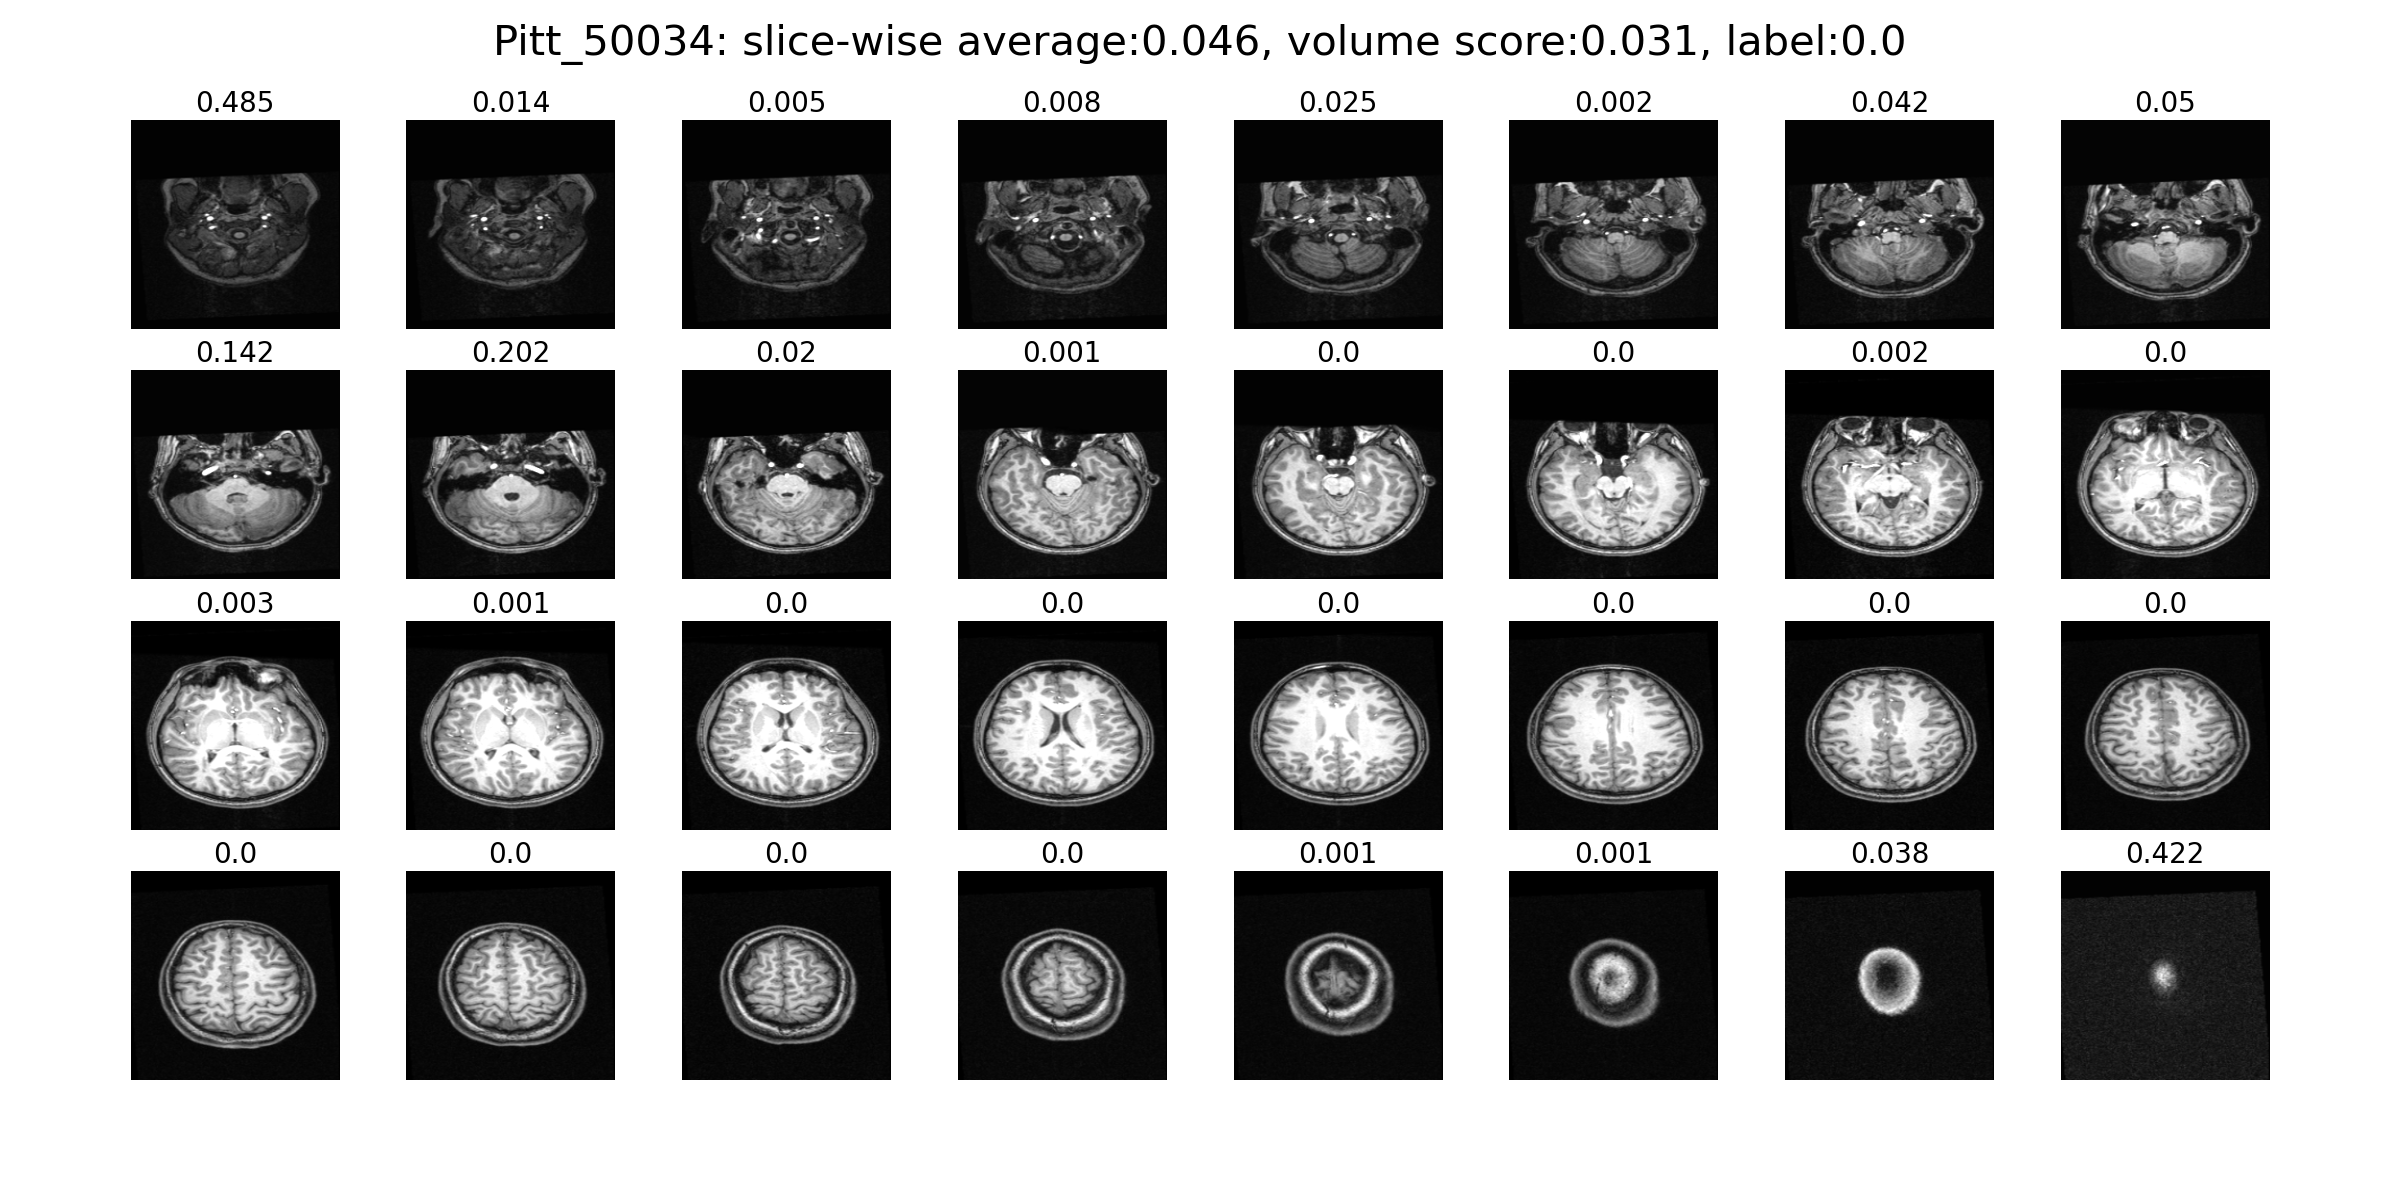 Pitt_50034: slice-wise average:0.046, volume score:0.031, label:0.0
0.485 0.014 0.005 0.008 0.025 0.002 0.042 0.05
0.142 0.202 0.02 0.001 0.0 0.0 0.002 0.0
0.003 0.001 0.0 0.0 0.0 0.0 0.0 0.0
0.0 0.0 0.0 0.0 0.001 0.001 0.038 0.422